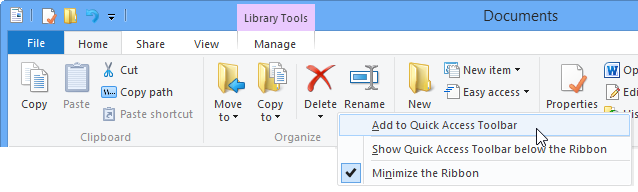 Library Tools
Documents
File
Home
Share
View
Manage
Copy
Paste
Cut
Copy path
Paste shortcut
Clipboard
Move to
Copy to
Delete
Rename
Organize
New
New item
Easy access
Properties
Add to Quick Access Toolbar
Show Quick Access Toolbar below the Ribbon
Minimize the Ribbon